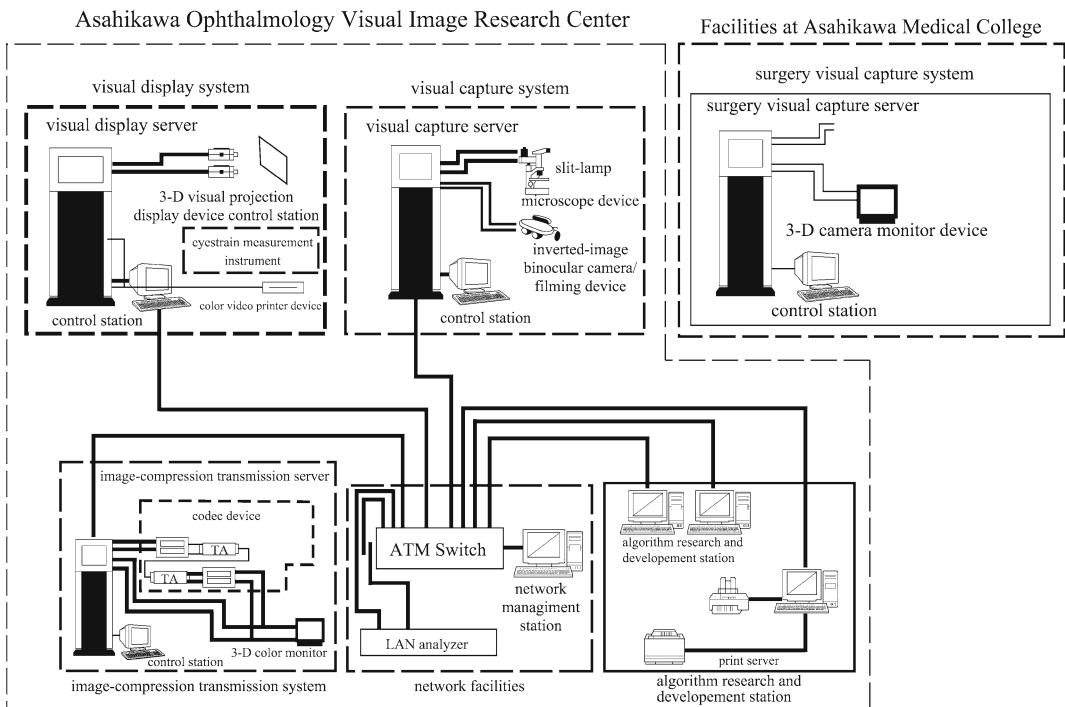 Asahikawa Ophthalmology Visual Image Research Center
Facilities at Asahikawa Medical College
visual display system
visual display server
3-D visual projection
display device control station
cyestrain measurement
instrument
color video printer device
control station
visual capture system
visual capture server
slit-lamp
microscope device
inverted-image
binocular camera/
filming device
control station
surgery visual capture system
surgery visual capture server
3-D camera monitor device
control station
image-compression transmission server
codec device
TA
TA
control station
3-D color monitor
image-compression transmission system
ATM Switch
network
managiment
station
LAN analyzer
network facilities
algorithm research and
developement station
print server
algorithm research and
developement station